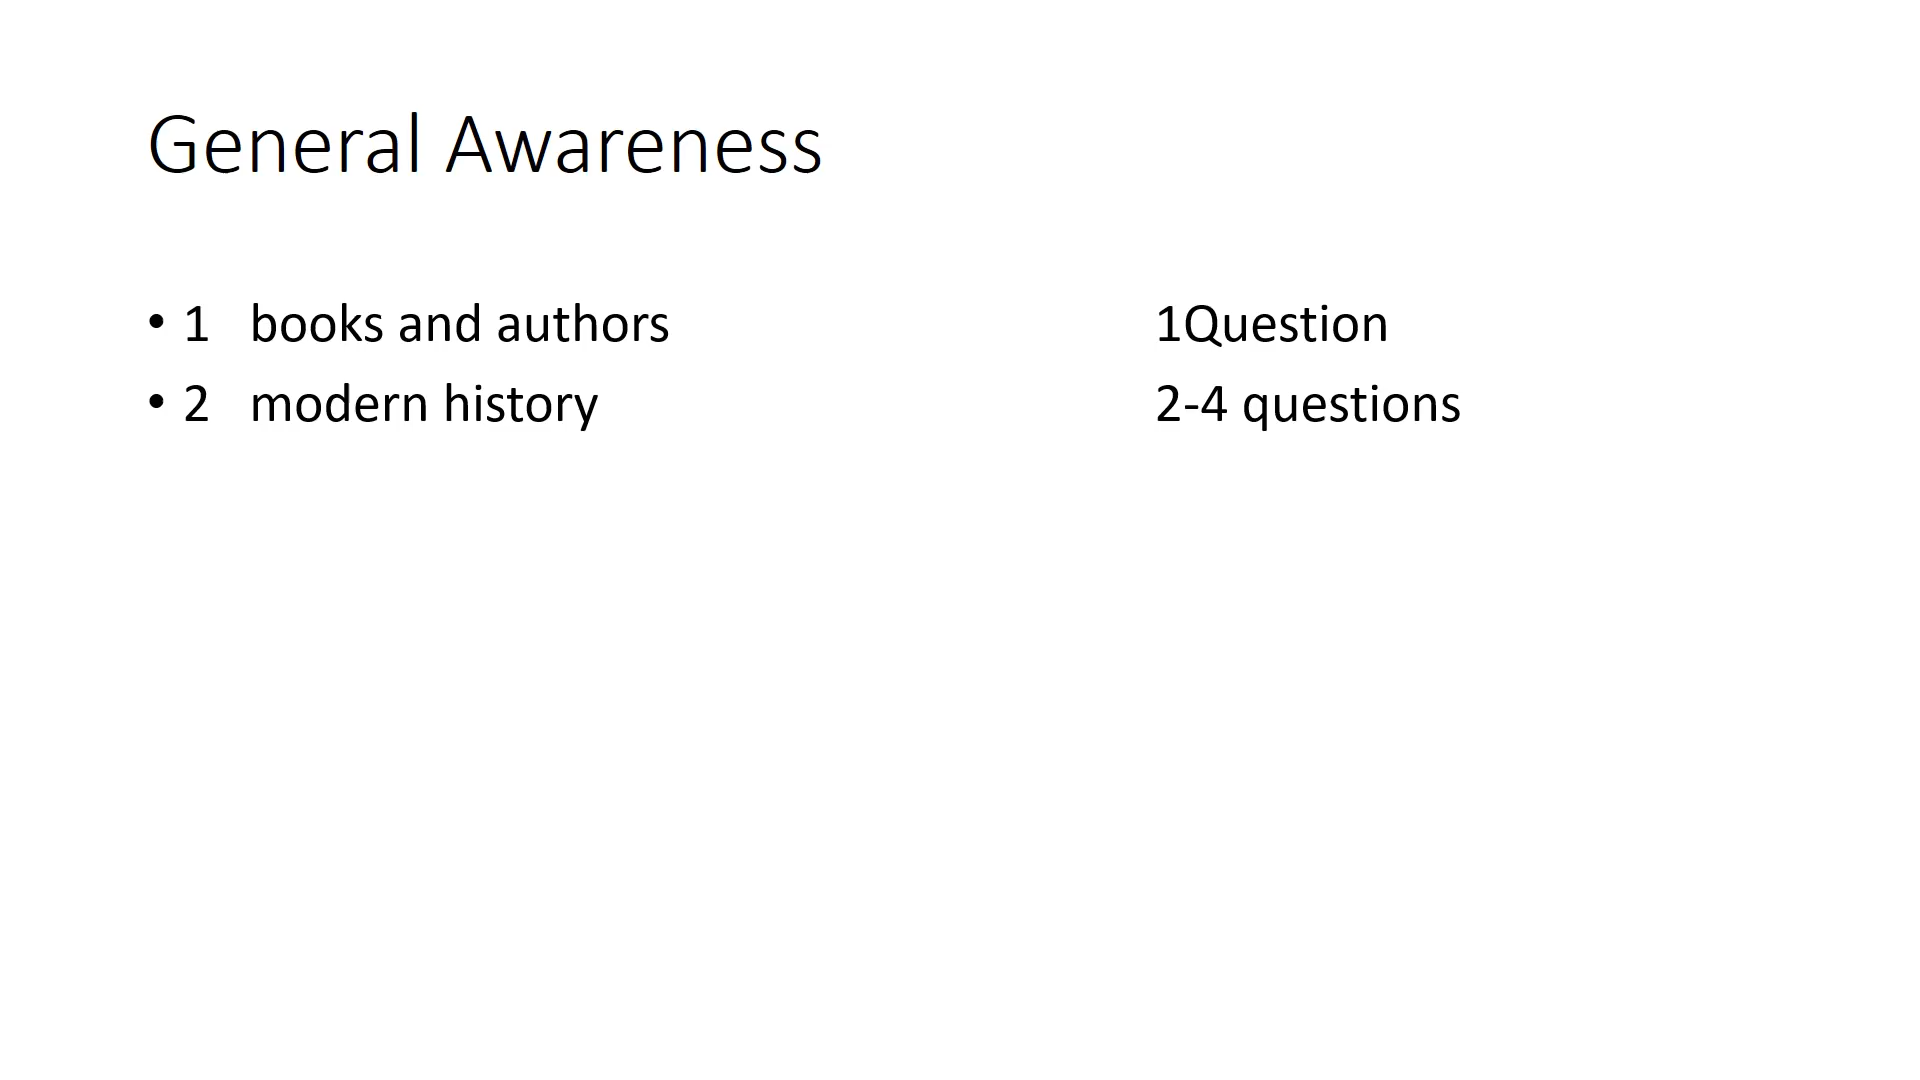 General Awareness
• 1 books and authors 1Question
• 2 modern history 2-4 questions